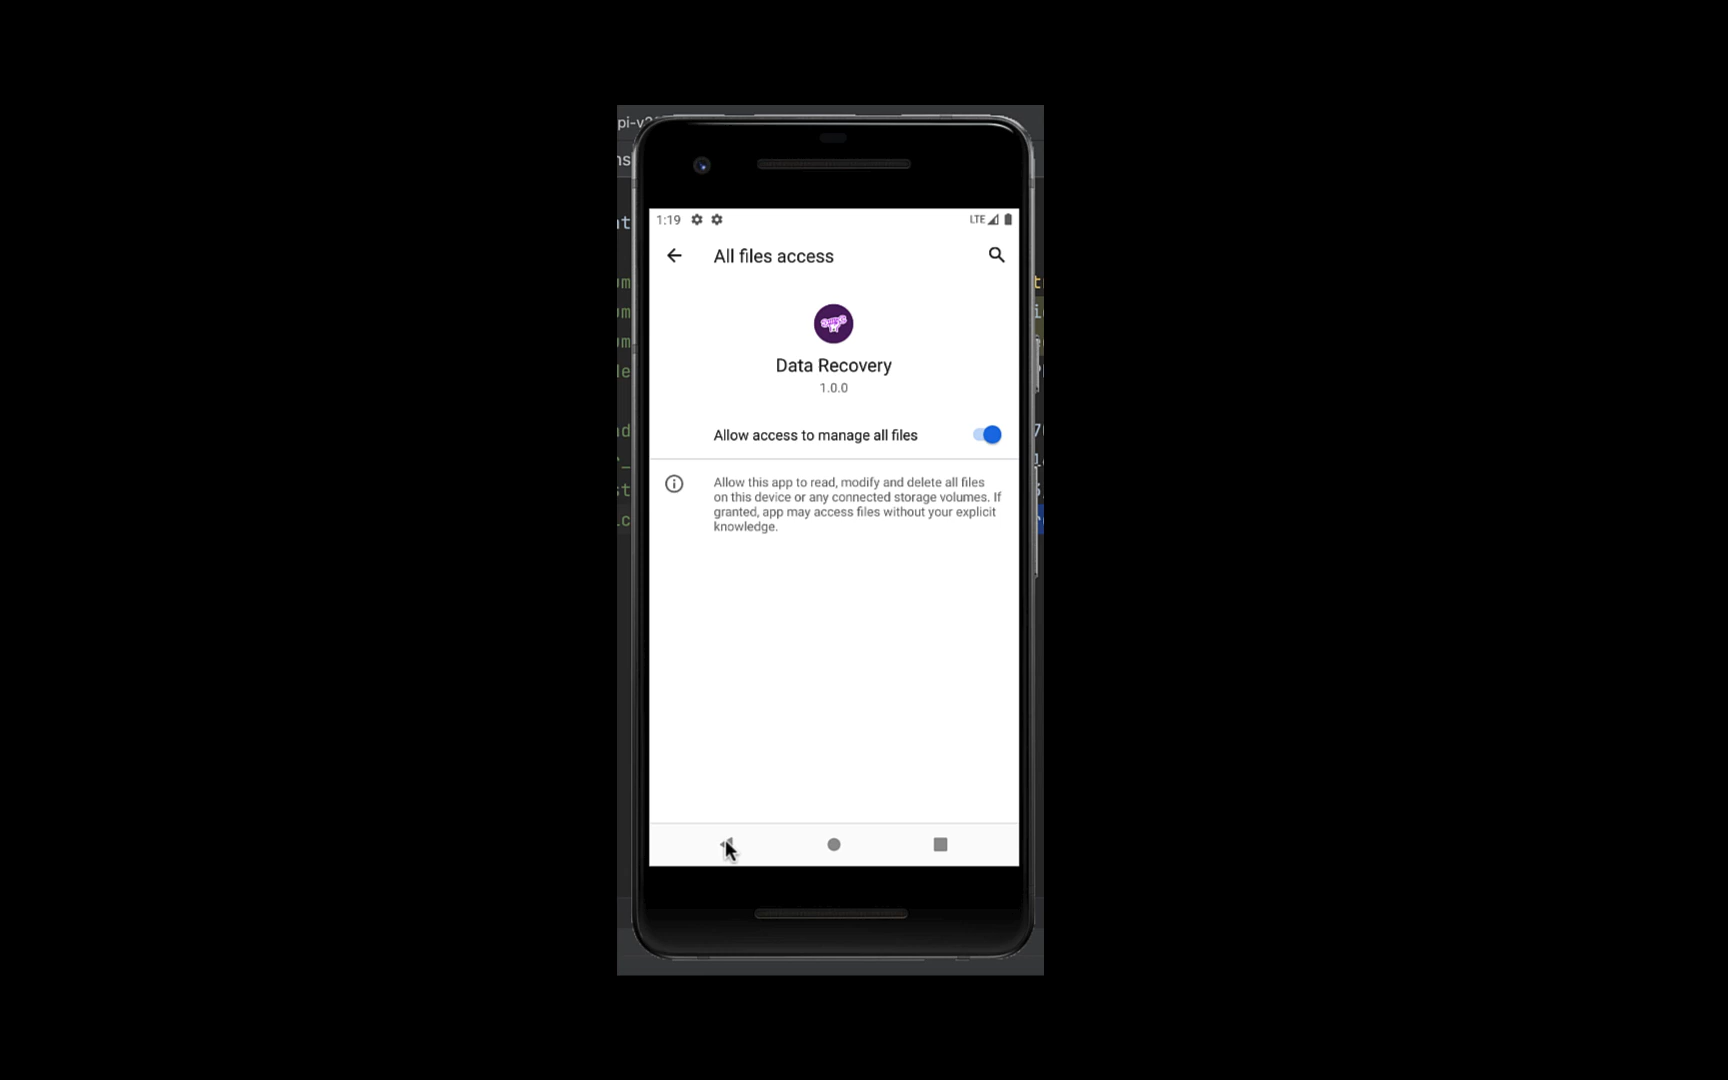 1:19
LTE
All files access
Data Recovery
1.0.0
Allow access to manage all files
Allow this app to read, modify and delete all files
on this device or any connected storage volumes. If
granted, app may access files without your explicit
knowledge.